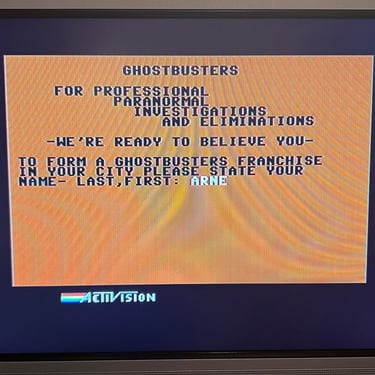 GHOSTBUSTERS
FOR PROFESSIONAL
PARANORMAL
INVESTIGATIONS
AND ELIMINATIONS
-WE'RE READY TO BELIEVE YOU-
TO FORM A GHOSTBUSTERS FRANCHISE
IN YOUR CITY PLEASE STATE YOUR
NAME- LAST,FIRST: ARNE
ACTIVISION